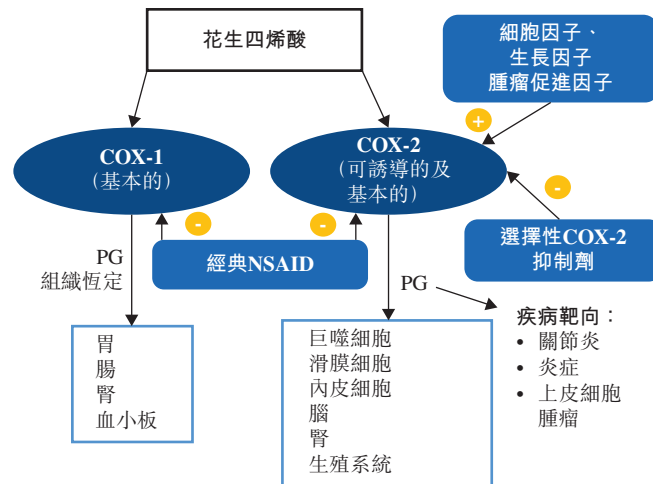 花生四烯酸
細胞因子、
生長因子
腫瘤促進因子
+
COX-1
(基本的)
COX-2
(可誘導的及
基本的)
-
-
-
PG
組織恆定
經典NSAID
選擇性COX-2
抑制劑
PG
胃
腸
腎
血小板
巨噬細胞
滑膜細胞
內皮細胞
腦
腎
生殖系統
疾病靶向：
• 關節炎
• 炎症
• 上皮細胞
腫瘤